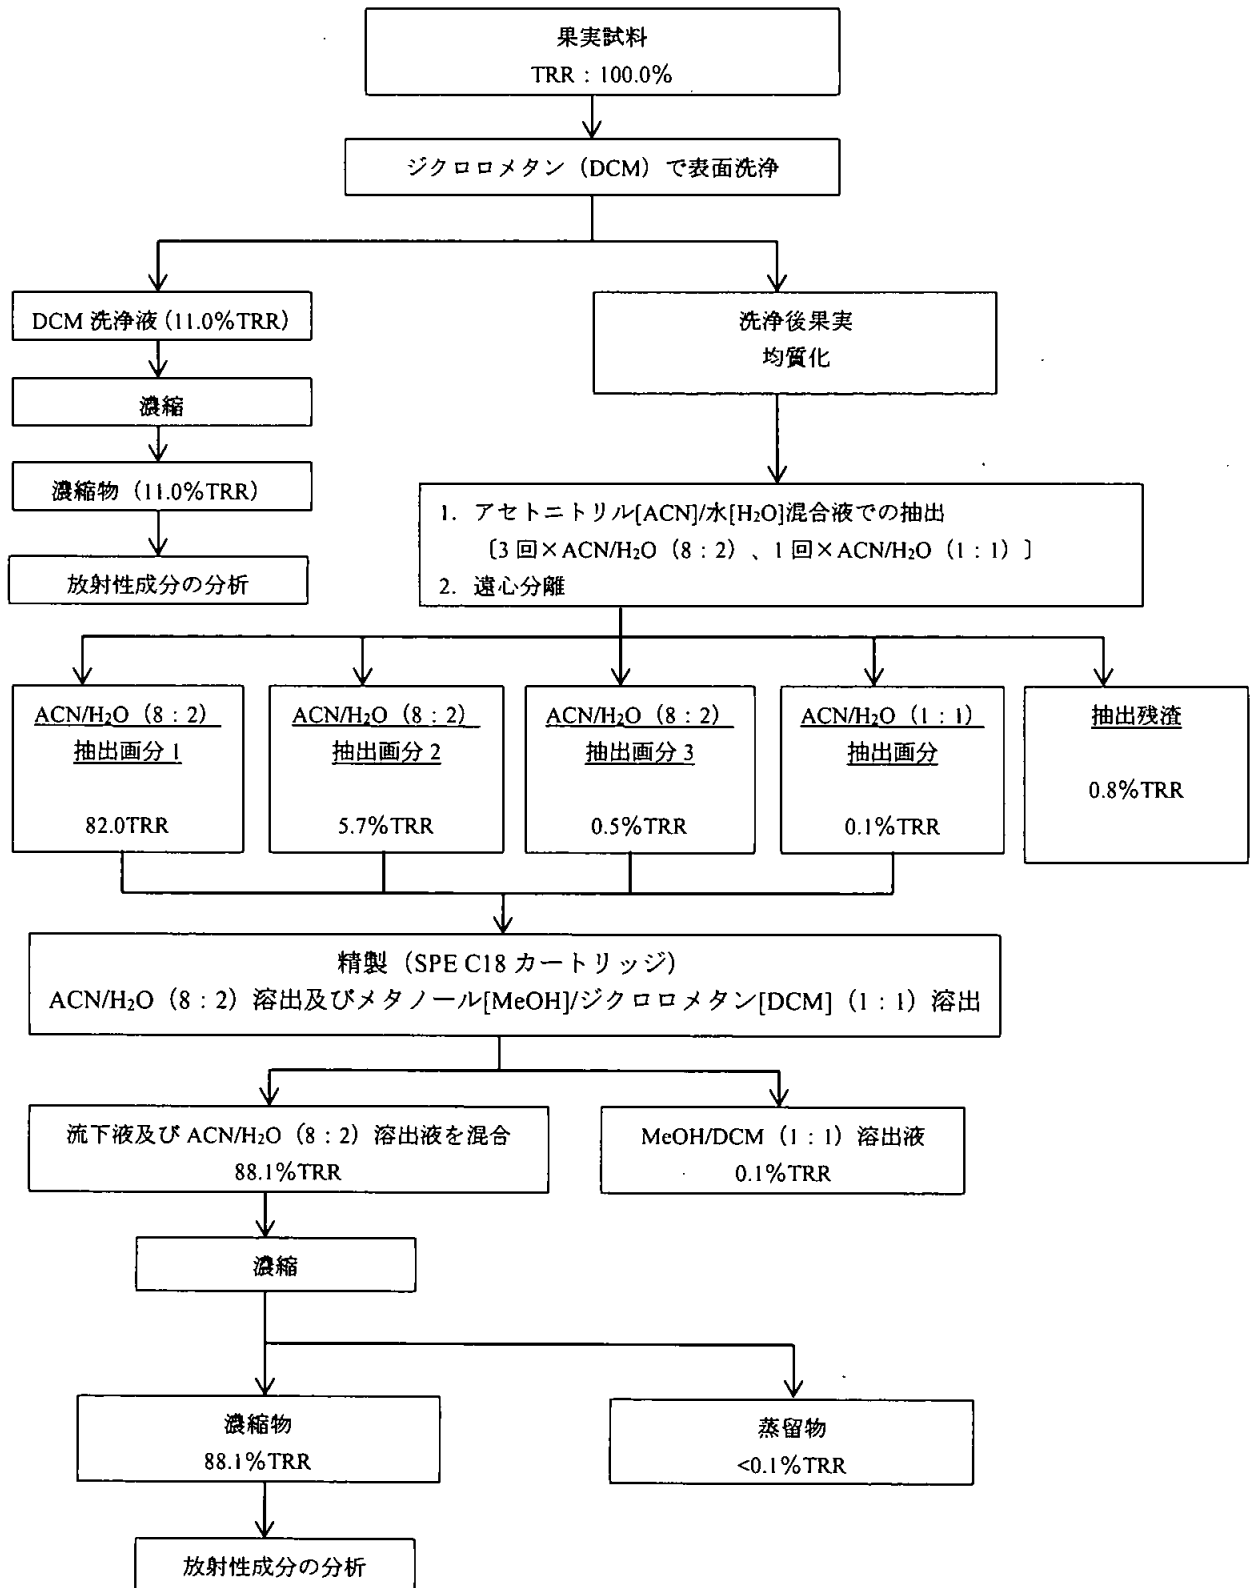 果実試料
TRR : 100.0%
ジクロロメタン（DCM）で表面洗浄
DCM 洗浄液 (11.0%TRR)
濃縮
濃縮物 (11.0%TRR)
放射性成分の分析
洗浄後果実
均質化
1. アセトニトリル[ACN]/水[H₂O]混合液での抽出
〔3 回×ACN/H₂O（8 : 2）、1 回×ACN/H₂O（1 : 1）〕
2. 遠心分離
ACN/H₂O（8 : 2）
抽出画分 1
82.0TRR
ACN/H₂O（8 : 2）
抽出画分 2
5.7%TRR
ACN/H₂O（8 : 2）
抽出画分 3
0.5%TRR
ACN/H₂O（1 : 1）
抽出画分
0.1%TRR
抽出残渣
0.8%TRR
精製（SPE C18 カートリッジ）
ACN/H₂O（8 : 2）溶出及びメタノール[MeOH]/ジクロロメタン[DCM]（1 : 1）溶出
流下液及び ACN/H₂O（8 : 2）溶出液を混合
88.1%TRR
MeOH/DCM（1 : 1）溶出液
0.1%TRR
濃縮
濃縮物
88.1%TRR
蒸留物
<0.1%TRR
放射性成分の分析